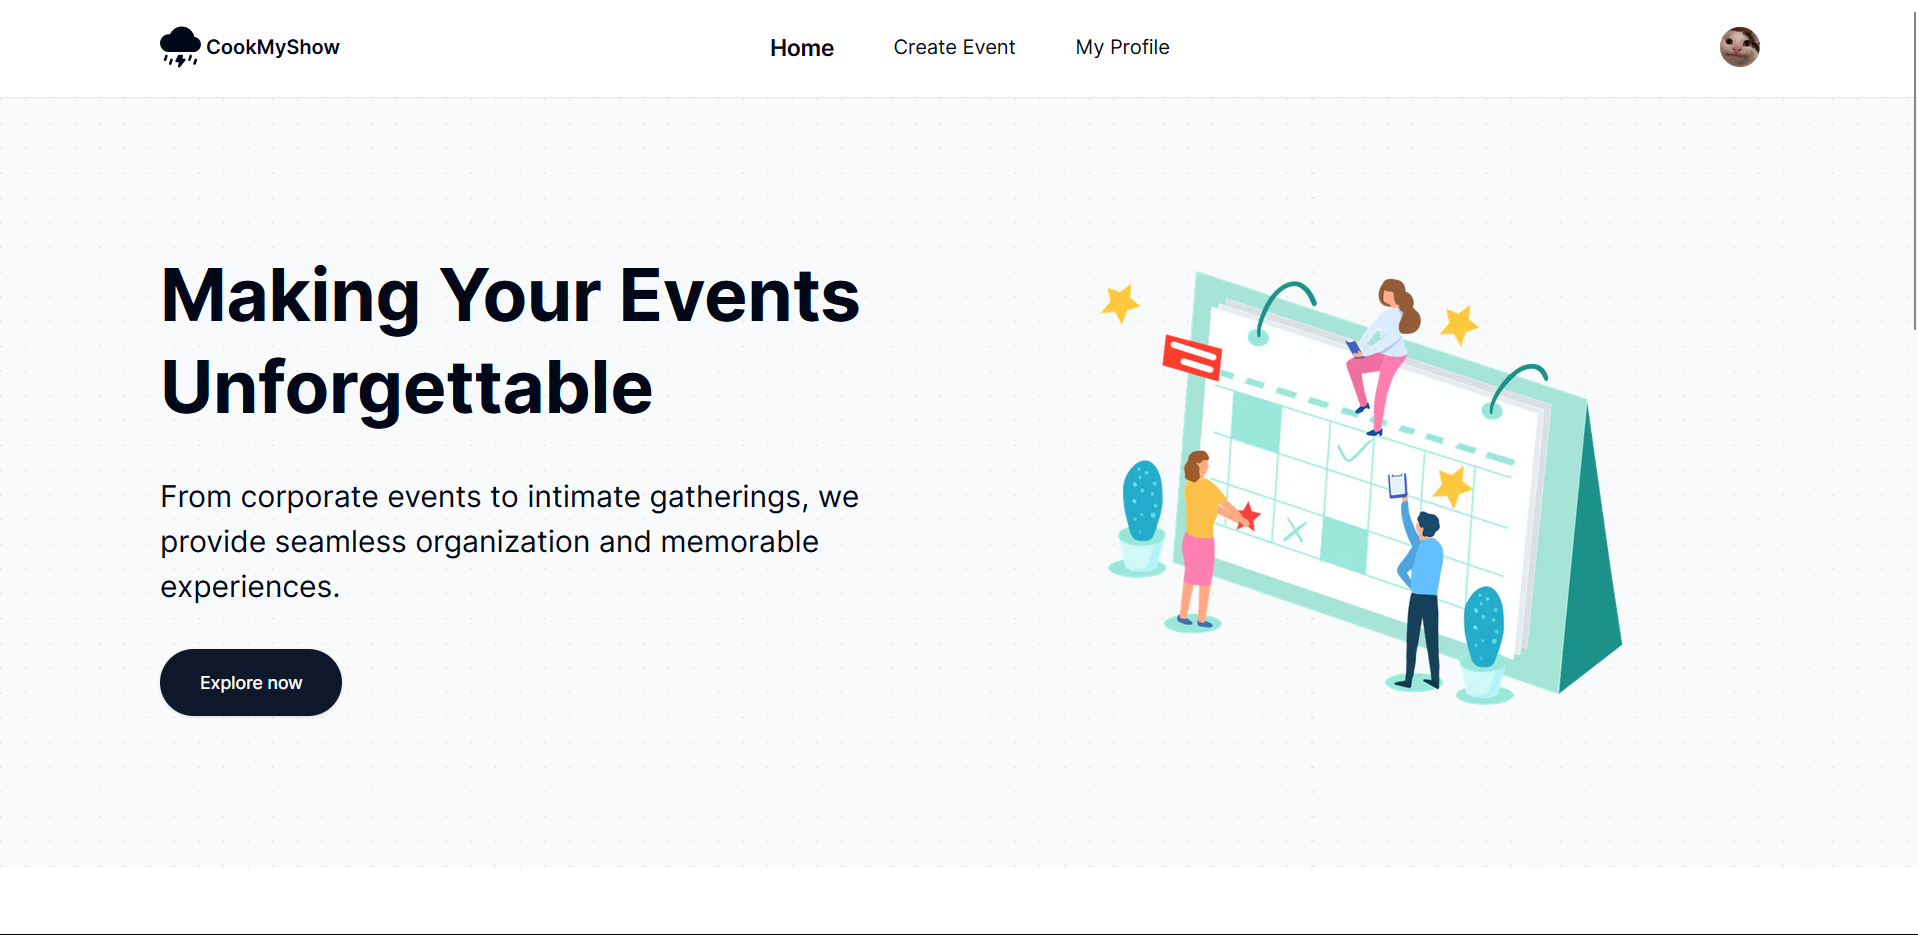 CookMyShow
Home
Create Event
My Profile
Making Your Events
Unforgettable
From corporate events to intimate gatherings, we
provide seamless organization and memorable
experiences.
Explore now